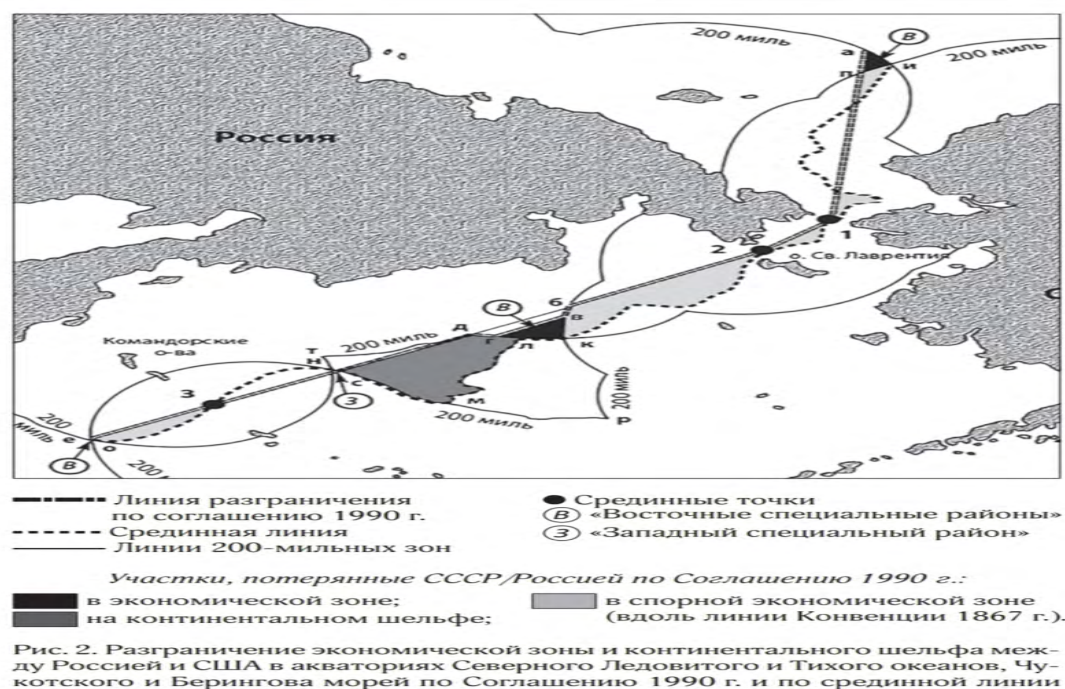 200 миль
а
В
п
и
200 миль
Россия
1
2
о. Св. Лаврентия
С
б
В
в
Командорские
о-ва
т
200 миль
д
г
л
к
н
с
3
З
м
200 миль
200 миль
р
200
миль
е
о
В
200
Линия разграничения
по соглашению 1990 г.
Срединная линия
Линии 200-мильных зон
Срединные точки
В «Восточные специальные районы»
З «Западный специальный район»
Участки, потерянные СССР/Россией по Соглашению 1990 г.:
в экономической зоне;
на континентальном шельфе;
в спорной экономической зоне
(вдоль линии Конвенции 1867 г.).
Рис. 2. Разграничение экономической зоны и континентального шельфа меж-
ду Россией и США в акваториях Северного Ледовитого и Тихого океанов, Чу-
котского и Берингова морей по Соглашению 1990 г. и по срединной линии